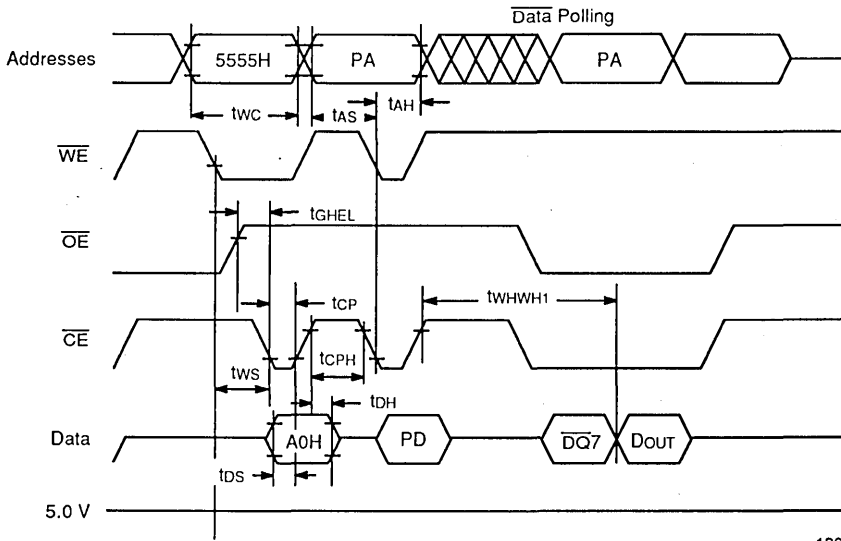 Data Polling
Addresses
5555H
PA
PA
tWC
tAS
tAH
WE
tGHEL
OE
tCP
tWHWH1
CE
tWS
tCPH
tDH
Data
A0H
PD
DQ7
DOUT
tDS
5.0 V